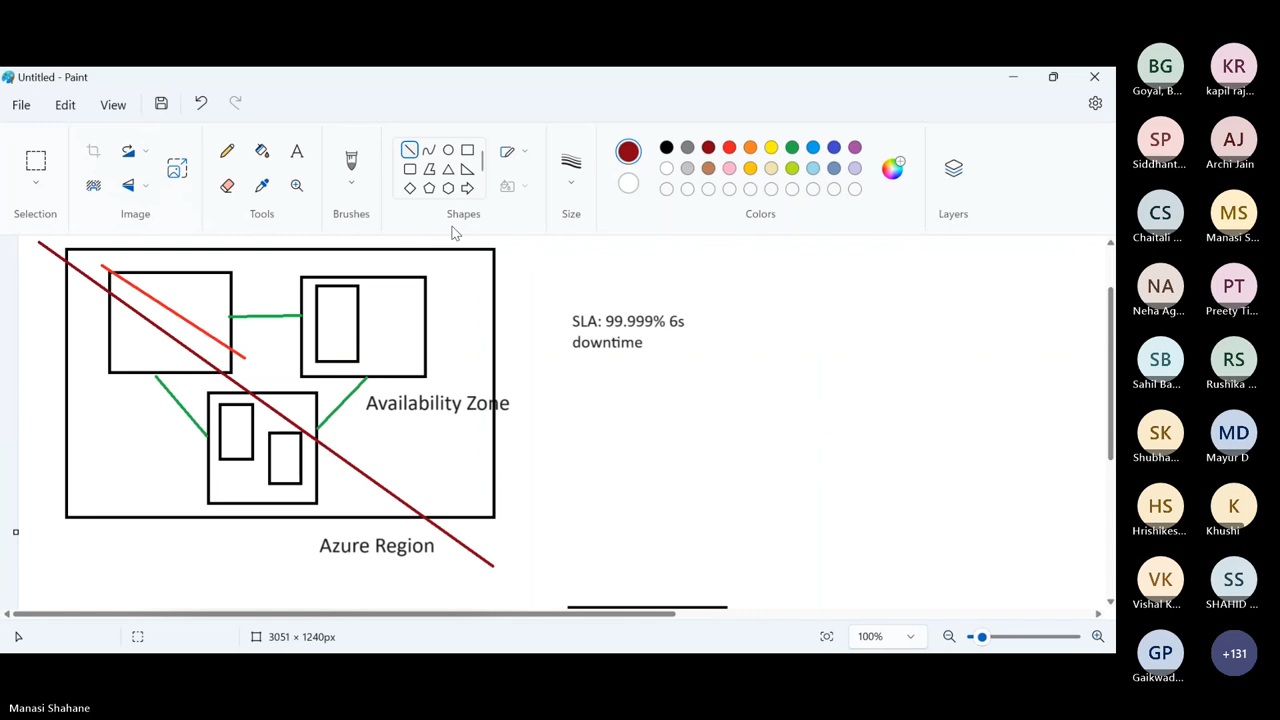 Untitled - Paint
File Edit View
Selection
Image
Tools
Brushes
Shapes
Size
Colors
Layers
SLA: 99.999% 6s
downtime
Availability Zone
Azure Region
3051 × 1240px
100%
BG KR
Goyal, B... kapil raj...
SP AJ
Siddhant... Archi Jain
CS MS
Chaitali ... Manasi S...
NA PT
Neha Ag... Preety Ti...
SB RS
Sahil Ba... Rushika ...
SK MD
Shubha... Mayur D
HS K
Hrishikes... Khushi
VK SS
Vishal K... SHAHID ...
GP +131
Gaikwad...
Manasi Shahane